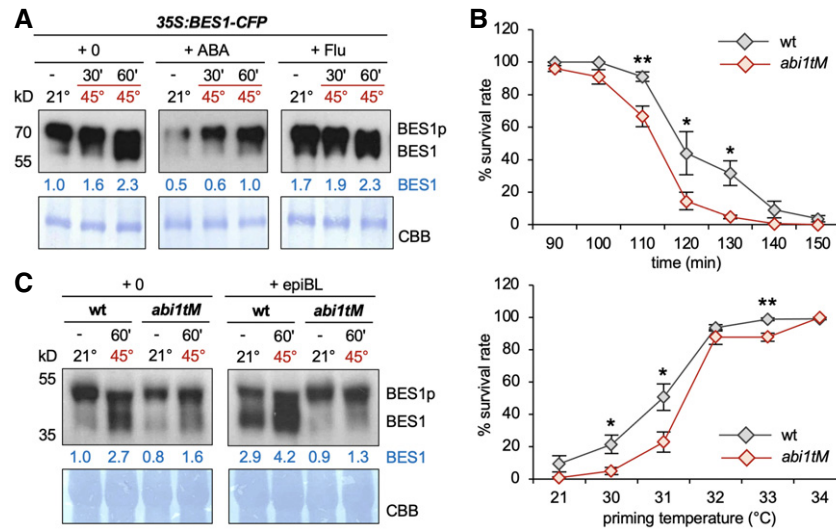 A
35S:BES1-CFP
+ 0 + ABA + Flu
- 30' 60' - 30' 60' - 30' 60'
kD 21° 45° 45° 21° 45° 45° 21° 45° 45°
70 BES1p
55 BES1
1.0 1.6 2.3 0.5 0.6 1.0 1.7 1.9 2.3 BES1
CBB
B
120
100
80
60
40
20
0
% survival rate
** * *
wt
abi1tM
90 100 110 120 130 140 150
time (min)
120
100
80
60
40
20
0
% survival rate
* * **
wt
abi1tM
21 30 31 32 33 34
priming temperature (°C)
C
+ 0 + epiBL
wt abi1tM wt abi1tM
- 60' - 60' - 60' - 60'
kD 21° 45° 21° 45° 21° 45° 21° 45°
55 BES1p
35 BES1
1.0 2.7 0.8 1.6 2.9 4.2 0.9 1.3 BES1
CBB